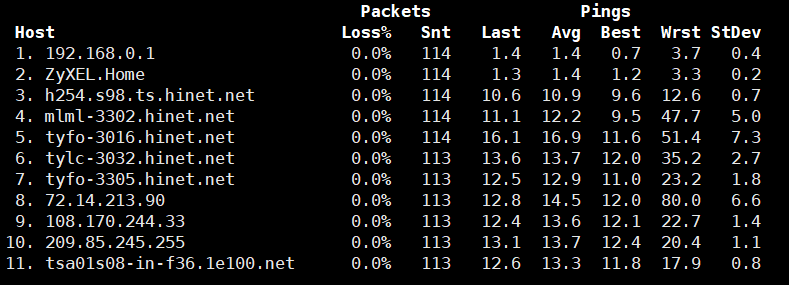 Packets Pings
Host Loss% Snt Last Avg Best Wrst StDev
1. 192.168.0.1 0.0% 114 1.4 1.4 0.7 3.7 0.4
2. ZyXEL.Home 0.0% 114 1.3 1.4 1.2 3.3 0.2
3. h254.s98.ts.hinet.net 0.0% 114 10.6 10.9 9.6 12.6 0.7
4. mlml-3302.hinet.net 0.0% 114 11.1 12.2 9.5 47.7 5.0
5. tyfo-3016.hinet.net 0.0% 114 16.1 16.9 11.6 51.4 7.3
6. tylc-3032.hinet.net 0.0% 113 13.6 13.7 12.0 35.2 2.7
7. tyfo-3305.hinet.net 0.0% 113 12.5 12.9 11.0 23.2 1.8
8. 72.14.213.90 0.0% 113 12.8 14.5 12.0 80.0 6.6
9. 108.170.244.33 0.0% 113 12.4 13.6 12.1 22.7 1.4
10. 209.85.245.255 0.0% 113 13.1 13.7 12.4 20.4 1.1
11. tsa01s08-in-f36.1e100.net 0.0% 113 12.6 13.3 11.8 17.9 0.8